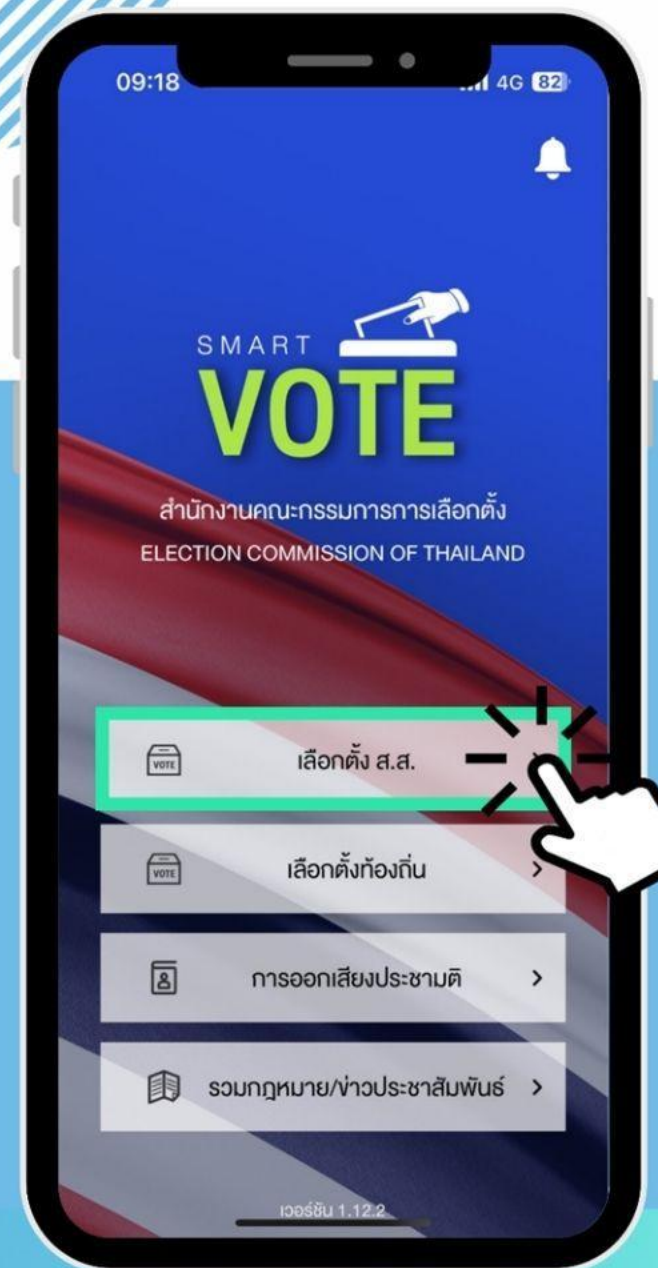 09:18
4G 82
SMART
VOTE
สำนักงานคณะกรรมการการเลือกตั้ง
ELECTION COMMISSION OF THAILAND
VOTE เลือกตั้ง ส.ส.
VOTE เลือกตั้งท้องถิ่น
การออกเสียงประชามติ
รวมกฎหมาย/ข่าวประชาสัมพันธ์
เวอร์ชัน 1.12.2